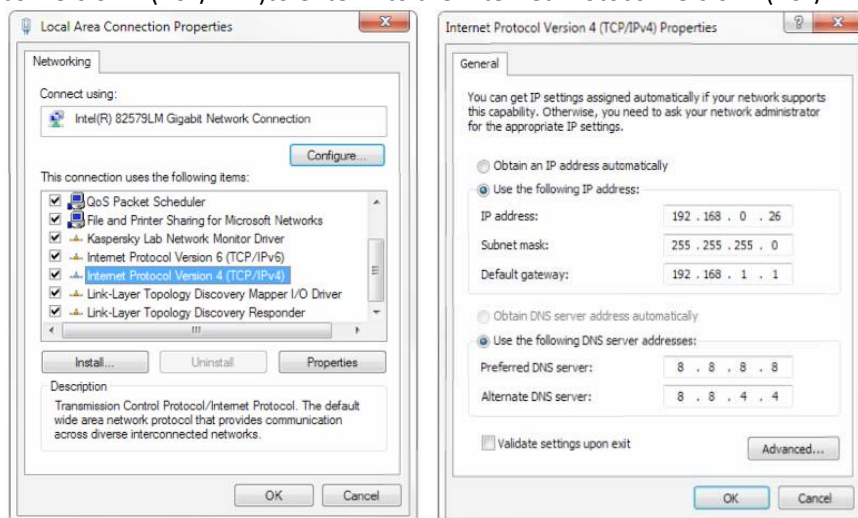 Local Area Connection Properties
Networking
Connect using:
Intel(R) 82579LM Gigabit Network Connection
Configure...
This connection uses the following items:
QoS Packet Scheduler
File and Printer Sharing for Microsoft Networks
Kaspersky Lab Network Monitor Driver
Internet Protocol Version 6 (TCP/IPv6)
Internet Protocol Version 4 (TCP/IPv4)
Link-Layer Topology Discovery Mapper I/O Driver
Link-Layer Topology Discovery Responder
Install...
Uninstall
Properties
Description
Transmission Control Protocol/Internet Protocol. The default
wide area network protocol that provides communication
across diverse interconnected networks.
OK
Cancel
Internet Protocol Version 4 (TCP/IPv4) Properties
General
You can get IP settings assigned automatically if your network supports
this capability. Otherwise, you need to ask your network administrator
for the appropriate IP settings.
Obtain an IP address automatically
Use the following IP address:
IP address: 192 . 168 . 0 . 26
Subnet mask: 255 . 255 . 255 . 0
Default gateway: 192 . 168 . 1 . 1
Obtain DNS server address automatically
Use the following DNS server addresses:
Preferred DNS server: 8 . 8 . 8 . 8
Alternate DNS server: 8 . 8 . 4 . 4
Validate settings upon exit
Advanced...
OK
Cancel